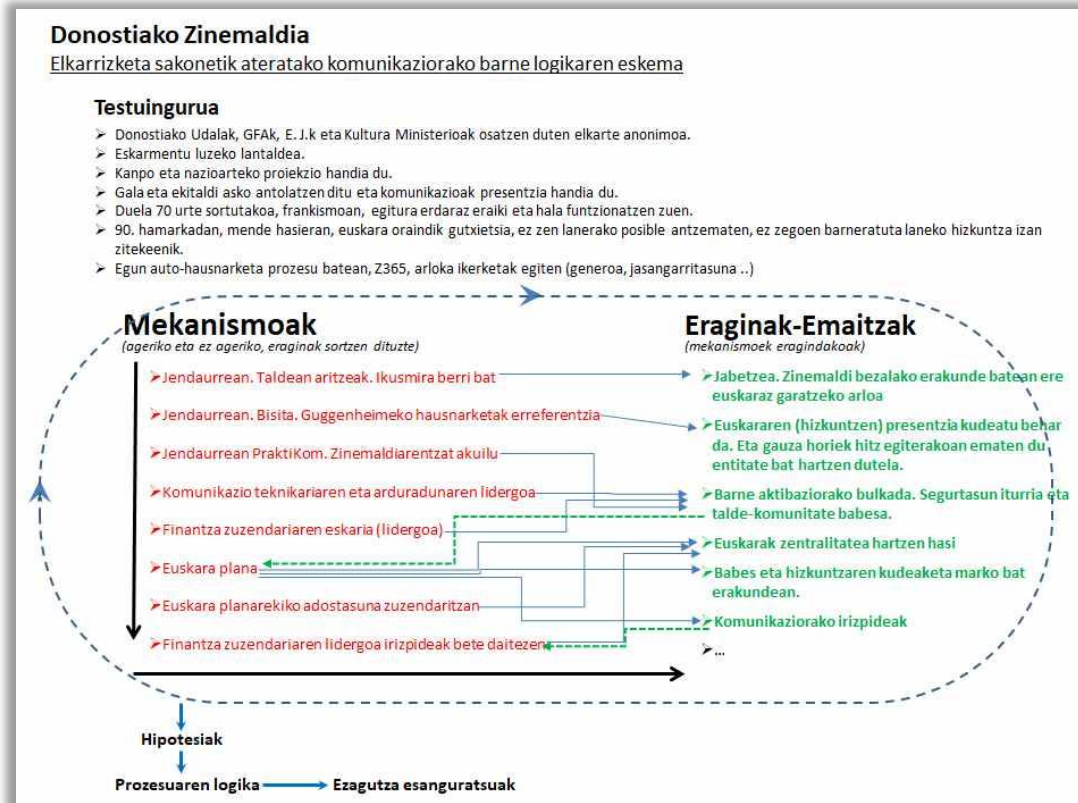 Donostiako Zinemaldia
Elkarrizketa sakonetik ateratako komunikaziorako barne logikaren eskema
Testuingurua
➢ Donostiako Udalak, GFAk, E. J.k eta Kultura Ministerioak osatzen duten elkarte anonimoa.
➢ Eskarmentu luzeko lantaldea.
➢ Kanpo eta nazioarteko proiekzio handia du.
➢ Gala eta ekitaldi asko antolatzen ditu eta komunikazioak presentzia handia du.
➢ Duela 70 urte sortutakoa, frankismoan, egitura erdaraz eraiki eta hala funtzionatzen zuen.
➢ 90. hamarkadan, mende hasieran, euskara oraindik gutxietsia, ez zen lanerako posible antzematen, ez zegoen barneratuta laneko hizkuntza izan
zitekeenik.
➢ Egun auto-hausnarketa prozesu batean, Z365, arloka ikerketak egiten (generoa, jasangarritasuna ..)
Mekanismoak
(ageriko eta ez ageriko, eraginak sortzen dituzte)
➢Jendaurrean. Taldean aritzeak. Ikusmira berri bat
➢Jendaurrean. Bisita. Guggenheimeko hausnarketak erreferentzia
➢Jendaurrean PraktiKom. Zinemaldiarentzat akuilu
➢Komunikazio teknikariaren eta arduradunaren lidergoa
➢Finantza zuzendariaren eskaria (lidergoa)
➢Euskara plana
➢Euskara planarekiko adostasuna zuzendaritzan
➢Finantza zuzendariaren lidergoa irizpideak bete daitezen
Eraginak-Emaitzak
(mekanismoek eragindakoak)
➢Jabetzea. Zinemaldi bezalako erakunde batean ere
euskaraz garatzeko arloa
➢Euskararen (hizkuntzen) presentzia kudeatu behar
da. Eta gauza horiek hitz egiterakoan ematen du
entitate bat hartzen dutela.
➢Barne aktibaziorako bulkada. Segurtasun iturria eta
talde-komunitate babesa.
➢Euskarak zentralitatea hartzen hasi
➢Babes eta hizkuntzaren kudeaketa marko bat
erakundean.
➢Komunikaziorako irizpideak
➢...
Hipotesiak
Prozesuaren logika
Ezagutza esanguratsuak